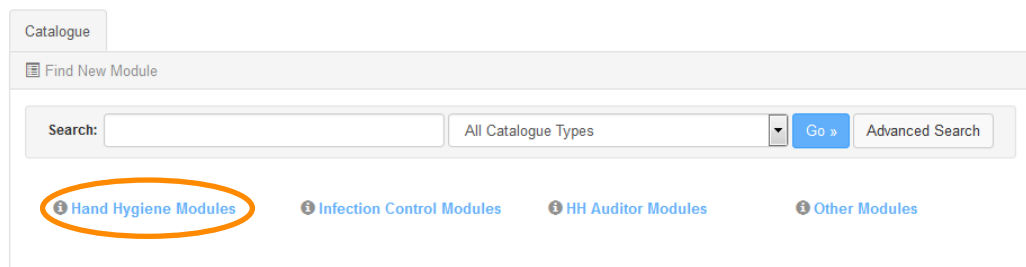 Catalogue
Find New Module
Search: All Catalogue Types Go » Advanced Search
Hand Hygiene Modules Infection Control Modules HH Auditor Modules Other Modules